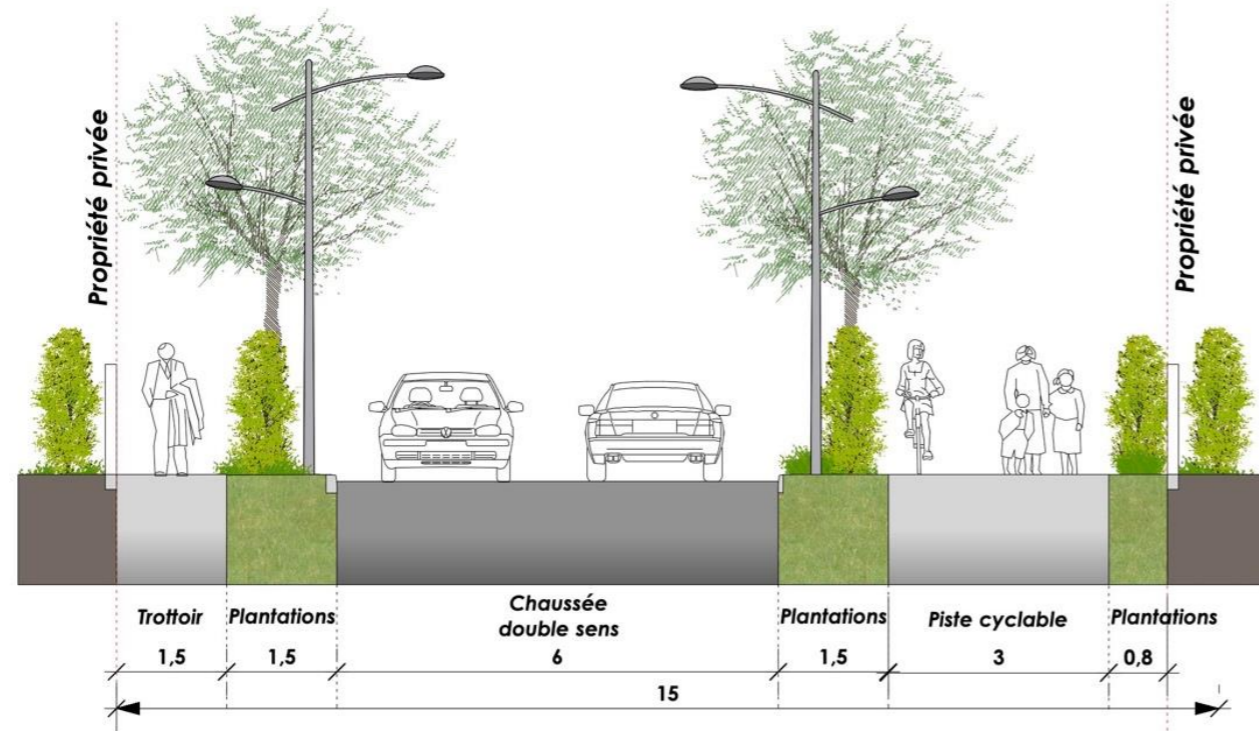 Propriété privée
Propriété privée
Trottoir
Plantations
Chaussée
double sens
Plantations
Piste cyclable
Plantations
1,5
1,5
6
1,5
3
0,8
15